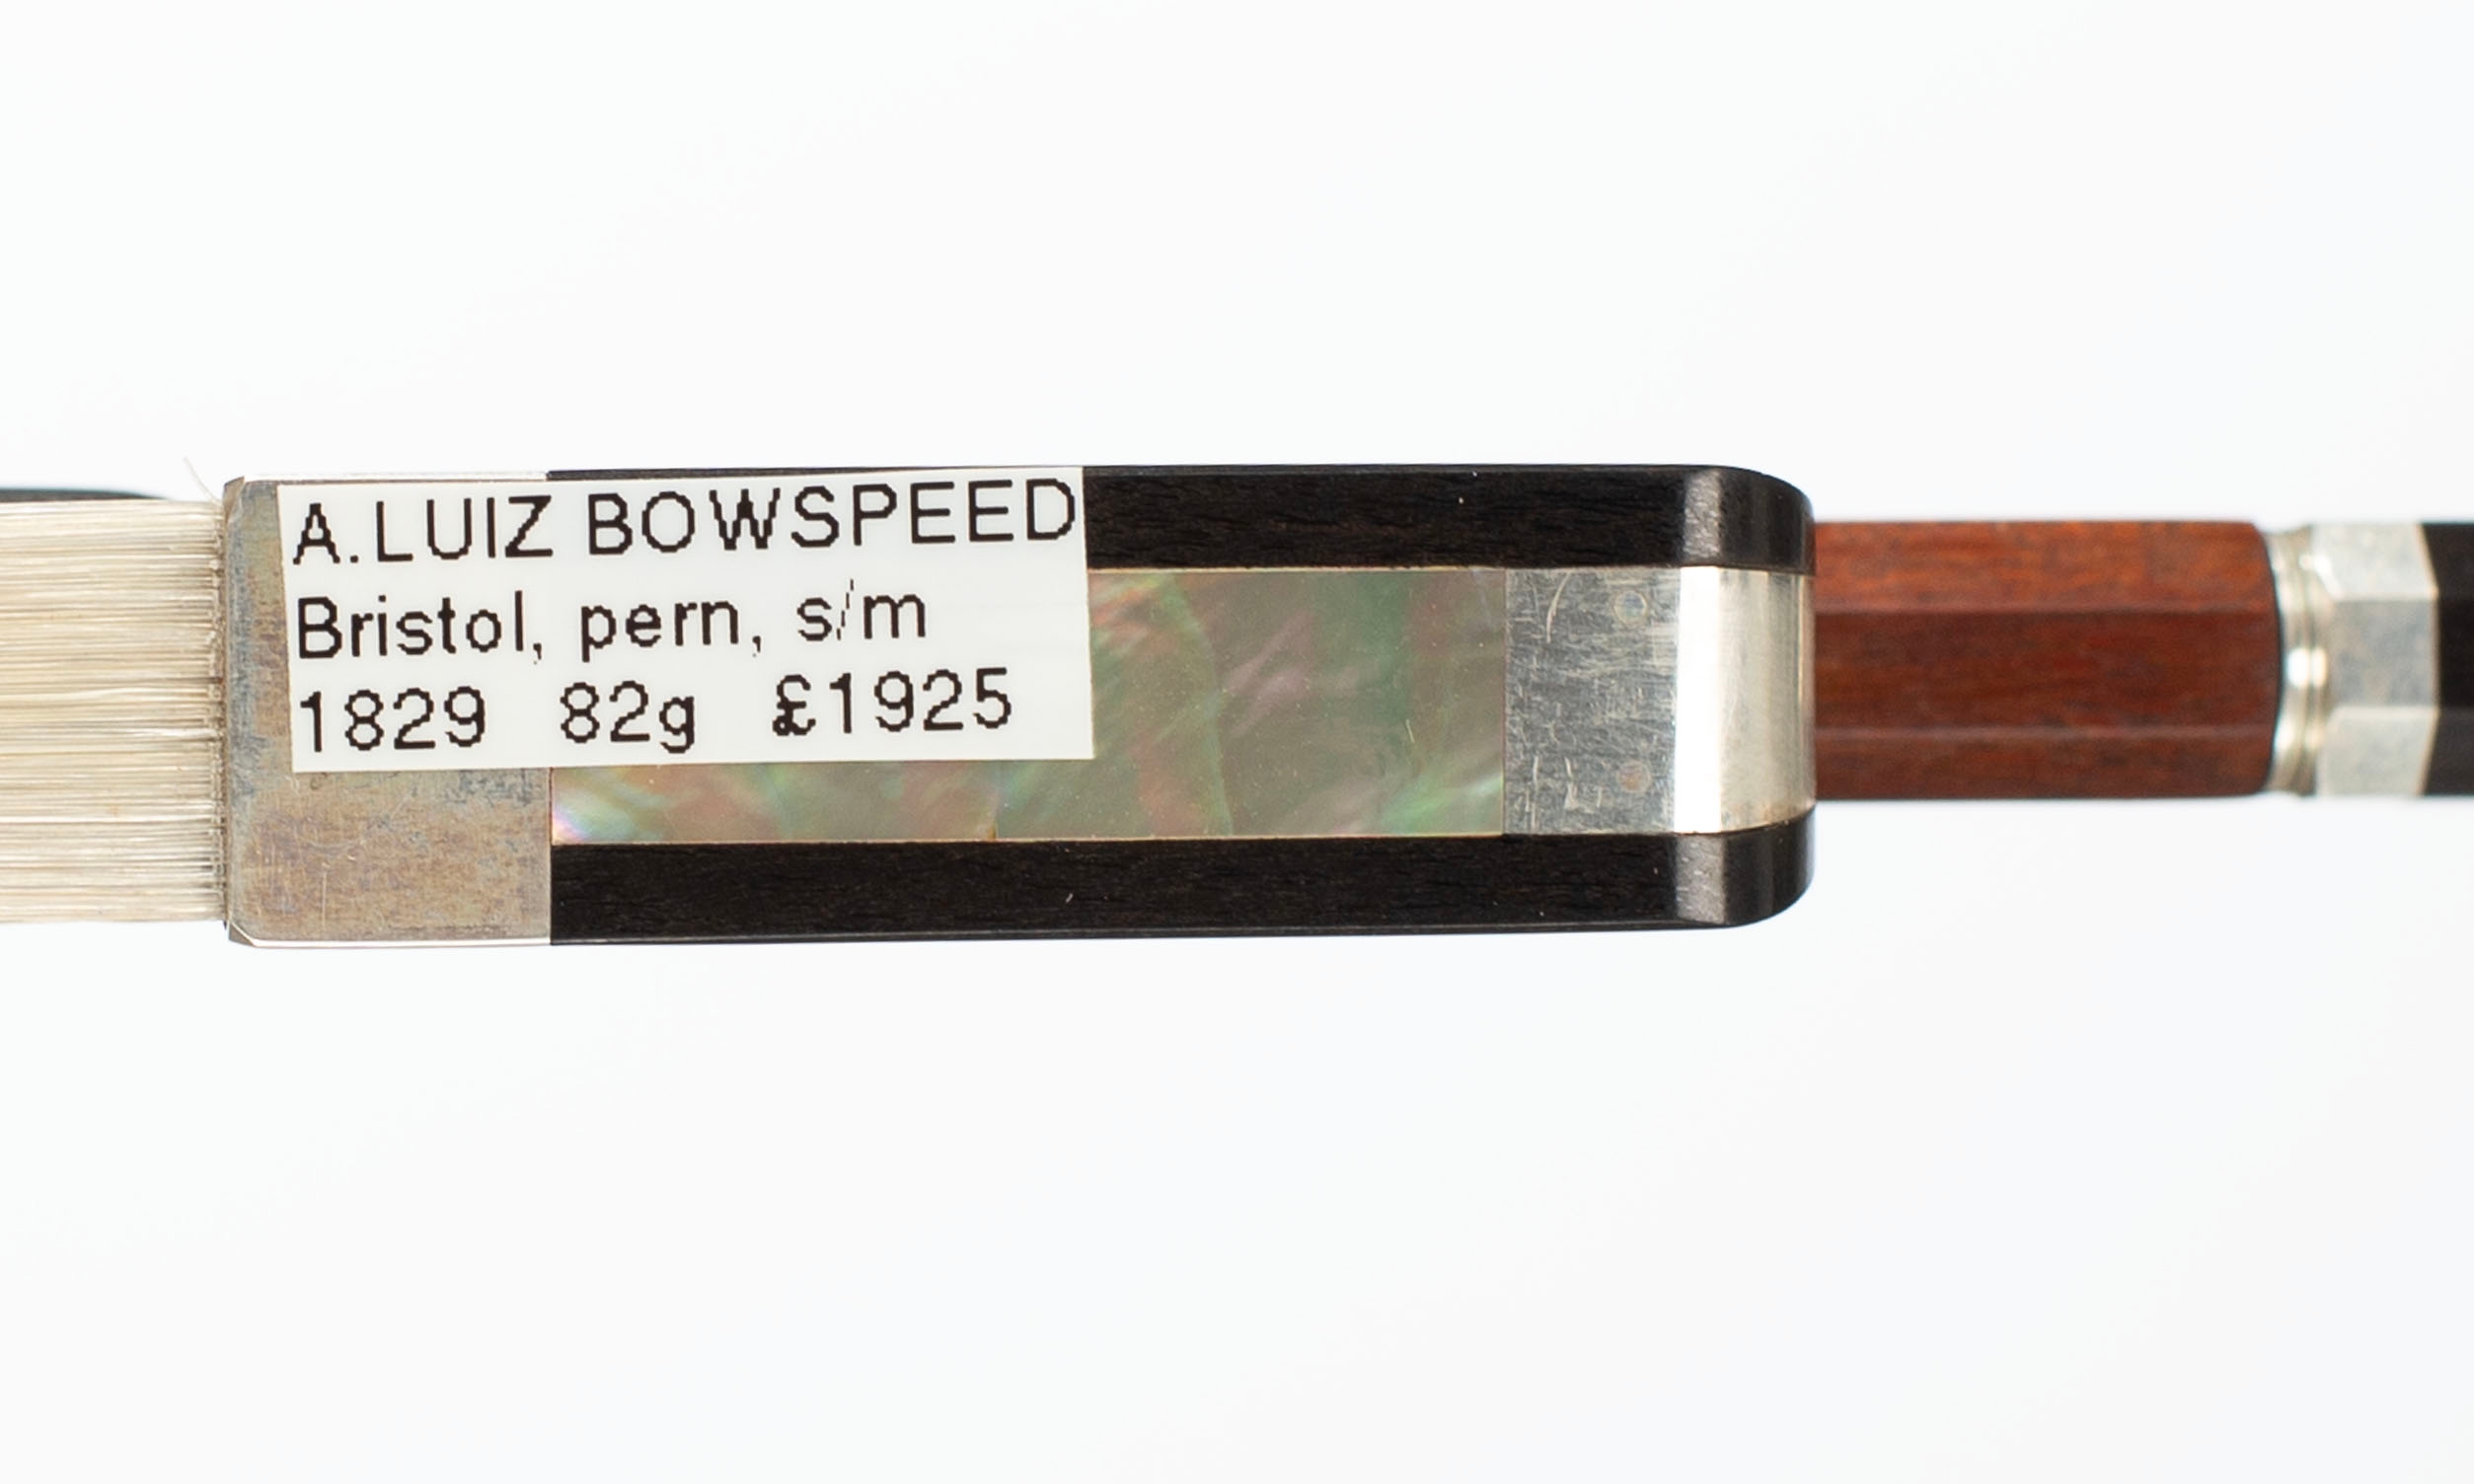 A.LUIZ BOWSPEED
Bristol, pern, s/m
1829 82g £1925